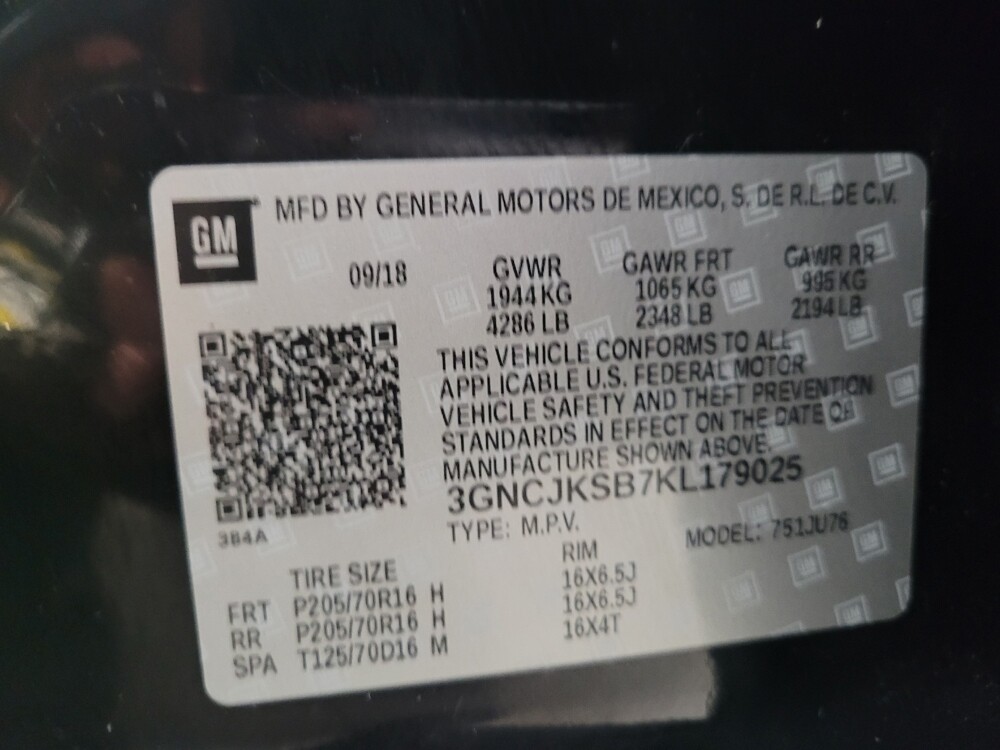 GM
MFD BY GENERAL MOTORS DE MEXICO, S. DE R.L. DE C.V.
09/18
GVWR GAWR FRT GAWR RR
1944KG 1065 KG 995 KG
4286 LB 2348 LB 2194 LB
THIS VEHICLE CONFORMS TO ALL
APPLICABLE U.S. FEDERAL MOTOR
VEHICLE SAFETY AND THEFT PREVENTION
STANDARDS IN EFFECT ON THE DATE OF
MANUFACTURE SHOWN ABOVE.
3GNCJKSB7KL179025
384A
TYPE: M.P.V. MODEL: 751JU76
TIRE SIZE RIM
FRT P205/70R16 H 16X6.5J
RR P205/70R16 H 16X6.5J
SPA T125/70D16 M 16X4T